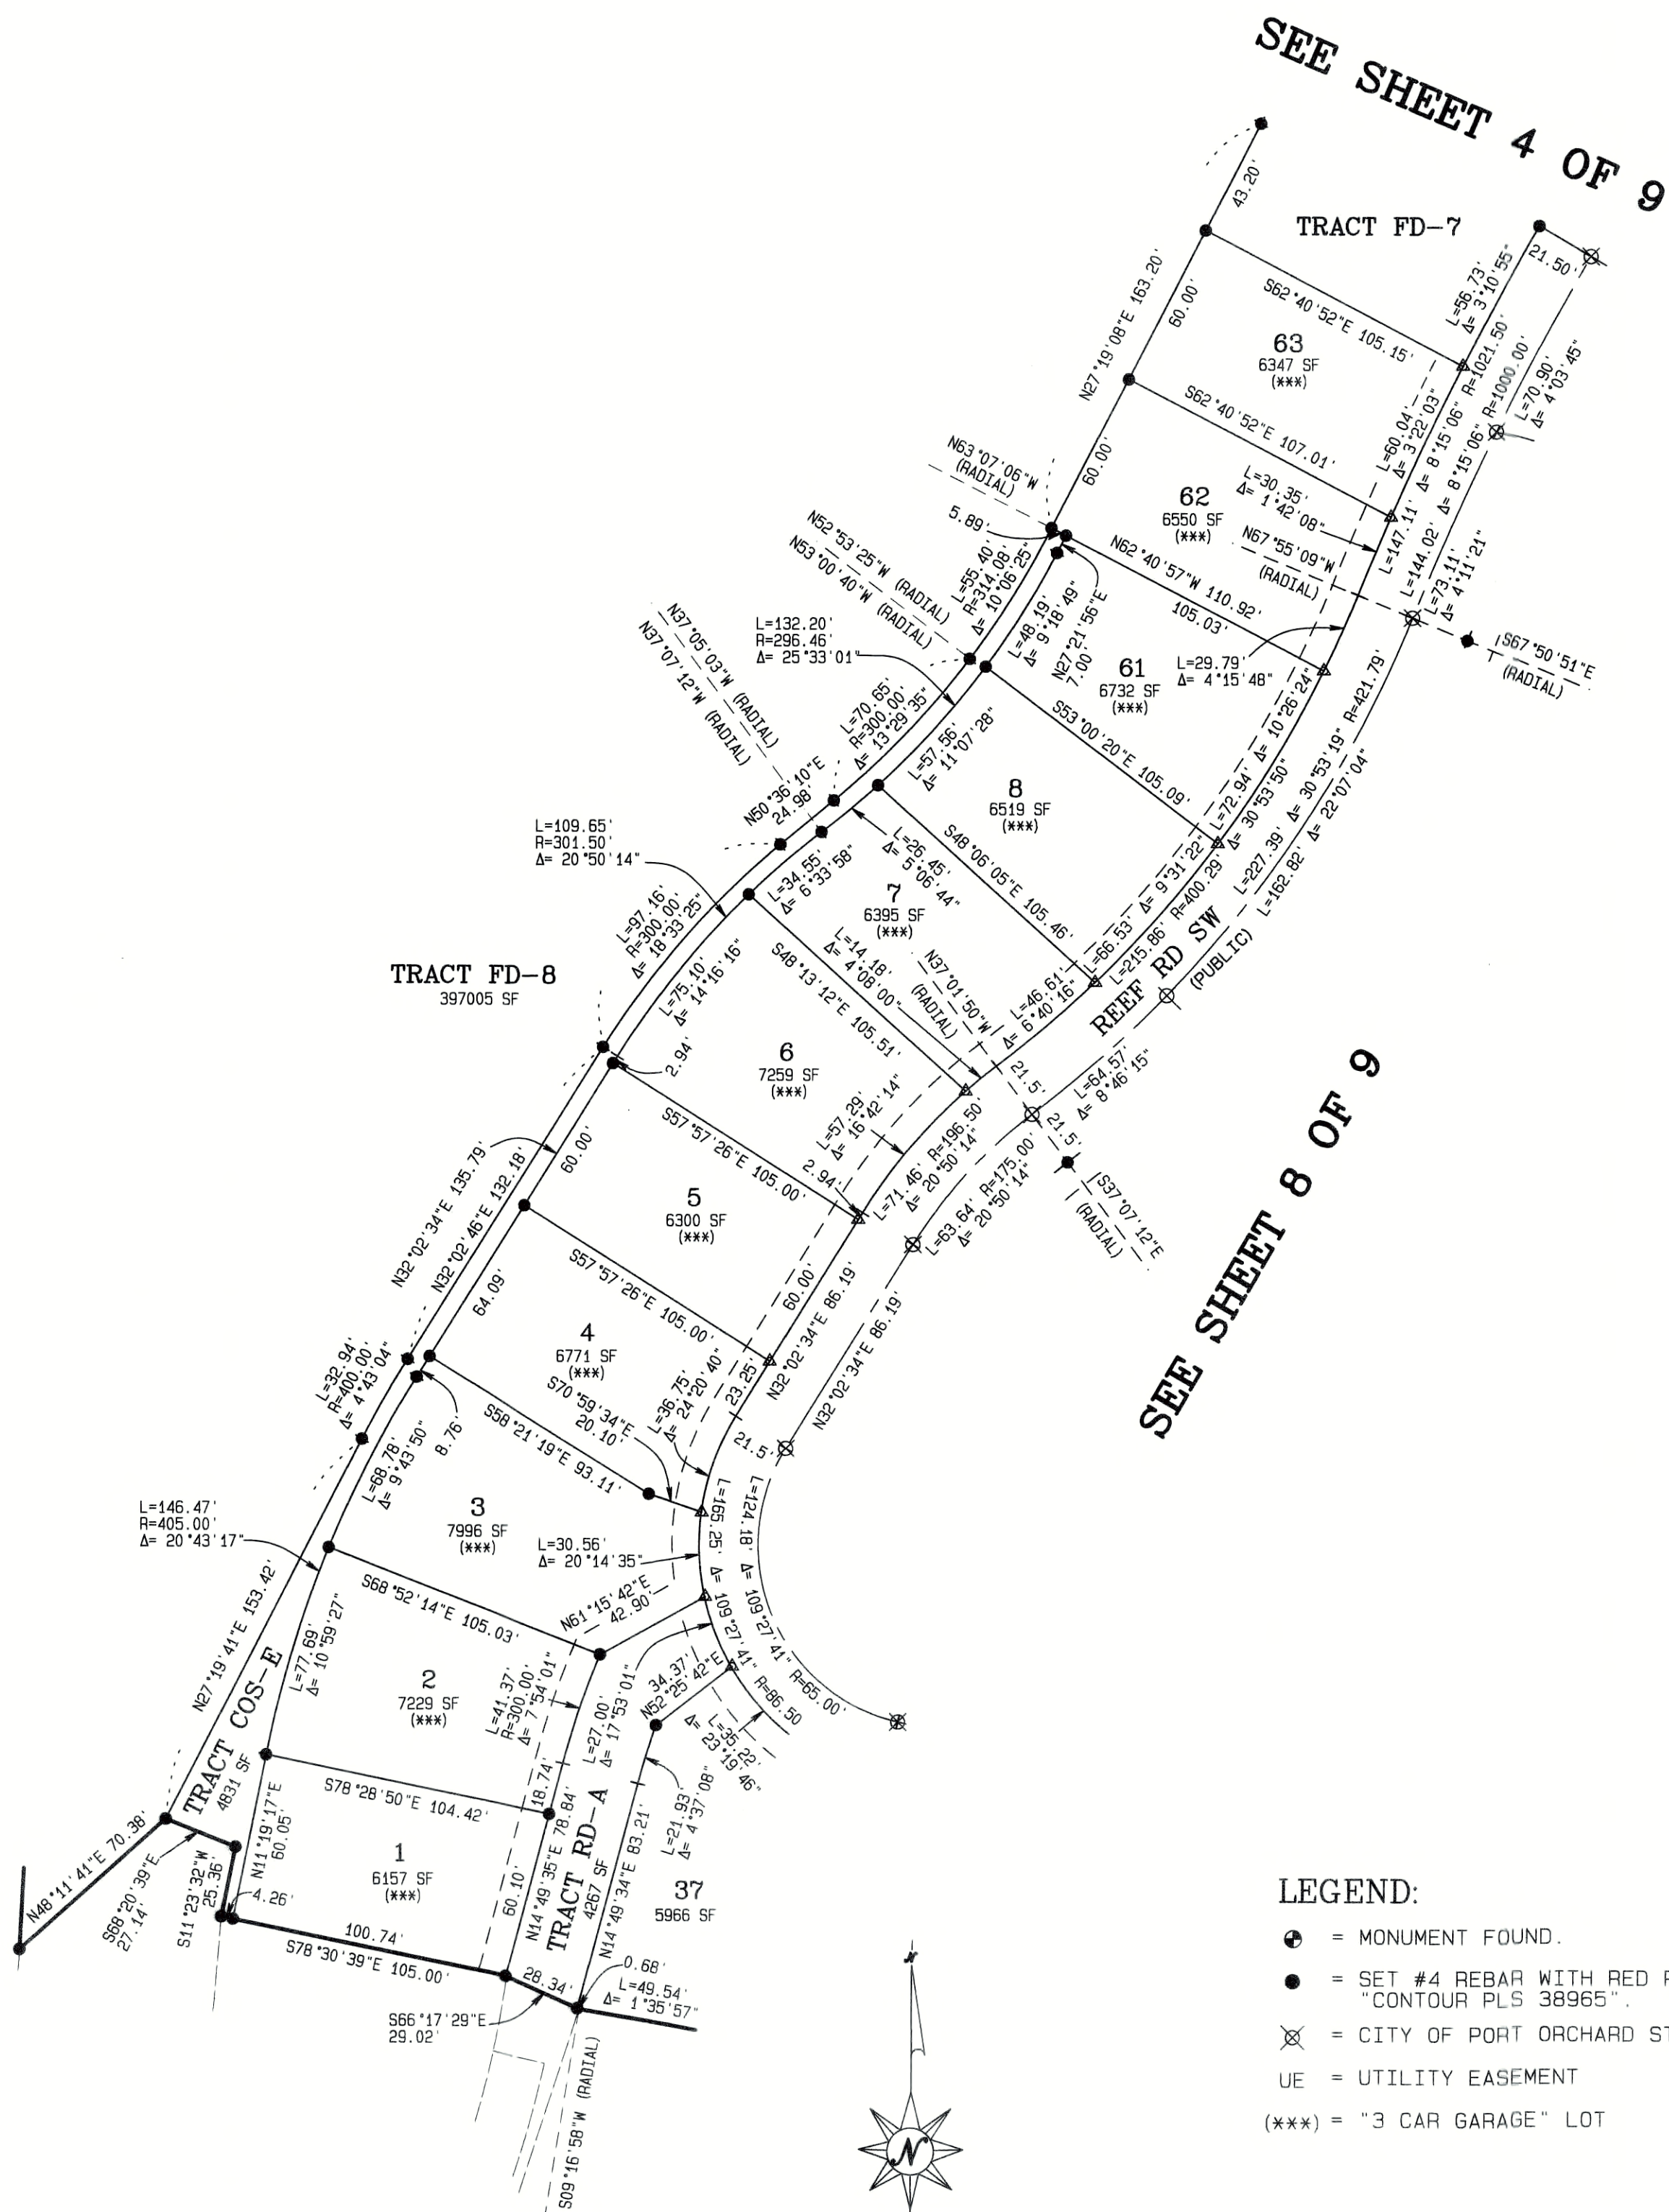 SEE SHEET 4 OF 9
43.20'
TRACT FD-7
21.50'
L=56.73'
Δ= 3°10'55"
N27°19'08"E 163.20'
60.00'
S62°40'52"E 105.15'
63
6347 SF
(***)
L=147.11' Δ= 8°15'06" R=1021.50'
L=144.02' Δ= 8°15'06" R=1000.00'
L=70.90'
Δ= 4°03'45"
L=60.04'
Δ= 3°22'03"
S62°40'52"E 107.01'
60.00'
N63°07'06"W
(RADIAL)
62
6550 SF
(***)
L=30.35'
Δ= 1°42'08"
N67°55'09"W
(RADIAL)
L=73.11'
Δ= 4°11'21"
5.89'
N52°53'25"W (RADIAL)
N53°00'40"W (RADIAL)
L=55.40'
R=314.08'
Δ= 10°06'25"
N62°40'57"W 110.92'
105.03'
L=48.19'
Δ= 9°18'49"
N27°21'56"E
7.00'
61
6732 SF
(***)
L=29.79'
Δ= 4°15'48"
S67°50'51"E
(RADIAL)
L=132.20'
R=296.46'
Δ= 25°33'01"
N37°05'03"W (RADIAL)
N37°07'12"W (RADIAL)
L=70.65'
R=300.00'
Δ= 13°29'35"
L=57.56'
Δ= 11°07'28"
S53°00'20"E 105.09'
L=72.94' Δ= 10°26'24"
L=215.86' R=400.29' Δ= 30°53'50"
L=227.39' Δ= 30°53'19" R=421.79'
L=162.82' Δ= 22°07'04"
N50°36'10"E
24.98'
8
6519 SF
(***)
L=109.65'
R=301.50'
Δ= 20°50'14"
L=26.45'
Δ= 5°06'44"
S48°06'05"E 105.46'
L=66.53' Δ= 9°31'22"
L=34.55'
Δ= 6°33'58"
7
6395 SF
(***)
L=97.16'
R=300.00'
Δ= 18°33'25"
TRACT FD-8
397005 SF
L=75.10'
Δ= 14°16'16"
S48°13'12"E 105.51'
L=14.18'
Δ= 4°08'00"
N37°01'50"W
(RADIAL)
L=46.61'
Δ= 6°40'16"
REEF RD SW
(PUBLIC)
6
7259 SF
(***)
2.94'
21.5'
L=64.57'
Δ= 8°46'15"
21.5'
L=57.29'
Δ= 16°42'14"
S57°57'26"E 105.00'
2.94'
L=71.46' R=196.50'
Δ= 20°50'14"
L=63.64' R=175.00'
Δ= 20°50'14"
S37°07'12"E
(RADIAL)
SEE SHEET 8 OF 9
N32°02'34"E 135.79'
N32°02'46"E 132.18'
60.00'
5
6300 SF
(***)
S57°57'26"E 105.00'
60.00'
N32°02'34"E 86.19'
N32°02'34"E 86.19'
64.09'
4
6771 SF
(***)
L=32.94'
R=400.00'
Δ= 4°43'04"
S70°59'34"E
20.10'
S58°21'19"E 93.11'
L=36.75'
Δ= 24°20'40"
23.25'
21.5'
8.76'
L=68.78'
Δ= 9°43'50"
L=146.47'
R=405.00'
Δ= 20°43'17"
3
7996 SF
(***)
L=30.56'
Δ= 20°14'35"
L=165.25' Δ= 109°27'41" R=86.50
L=124.18' Δ= 109°27'41" R=65.00'
S68°52'14"E 105.03'
N61°15'42"E
42.90'
N27°19'41"E 153.42'
L=77.69'
Δ= 10°59'27"
TRACT COS-E
4831 SF
2
7229 SF
(***)
L=41.37'
R=300.00'
Δ= 7°54'01"
L=27.00'
Δ= 17°53'01"
34.37'
N52°25'42"E
L=35.22'
Δ= 23°19'46"
S78°28'50"E 104.42'
18.74'
L=21.93'
Δ= 4°37'08"
N48°11'41"E 70.38'
S68°20'39"E
27.14'
S11°23'32"W
25.36'
N11°19'17"E
60.05'
4.26'
1
6157 SF
(***)
60.10'
N14°49'35"E 78.84'
TRACT RD-A
4267 SF
N14°49'34"E 83.21'
37
5966 SF
100.74'
S78°30'39"E 105.00'
28.34'
0.68'
L=49.54'
Δ= 1°35'57"
S66°17'29"E
29.02'
S09°16'58"W (RADIAL)
N
N
LEGEND:
= MONUMENT FOUND.
= SET #4 REBAR WITH RED
"CONTOUR PLS 38965".
= CITY OF PORT ORCHARD
UE = UTILITY EASEMENT
(***) = "3 CAR GARAGE" LOT